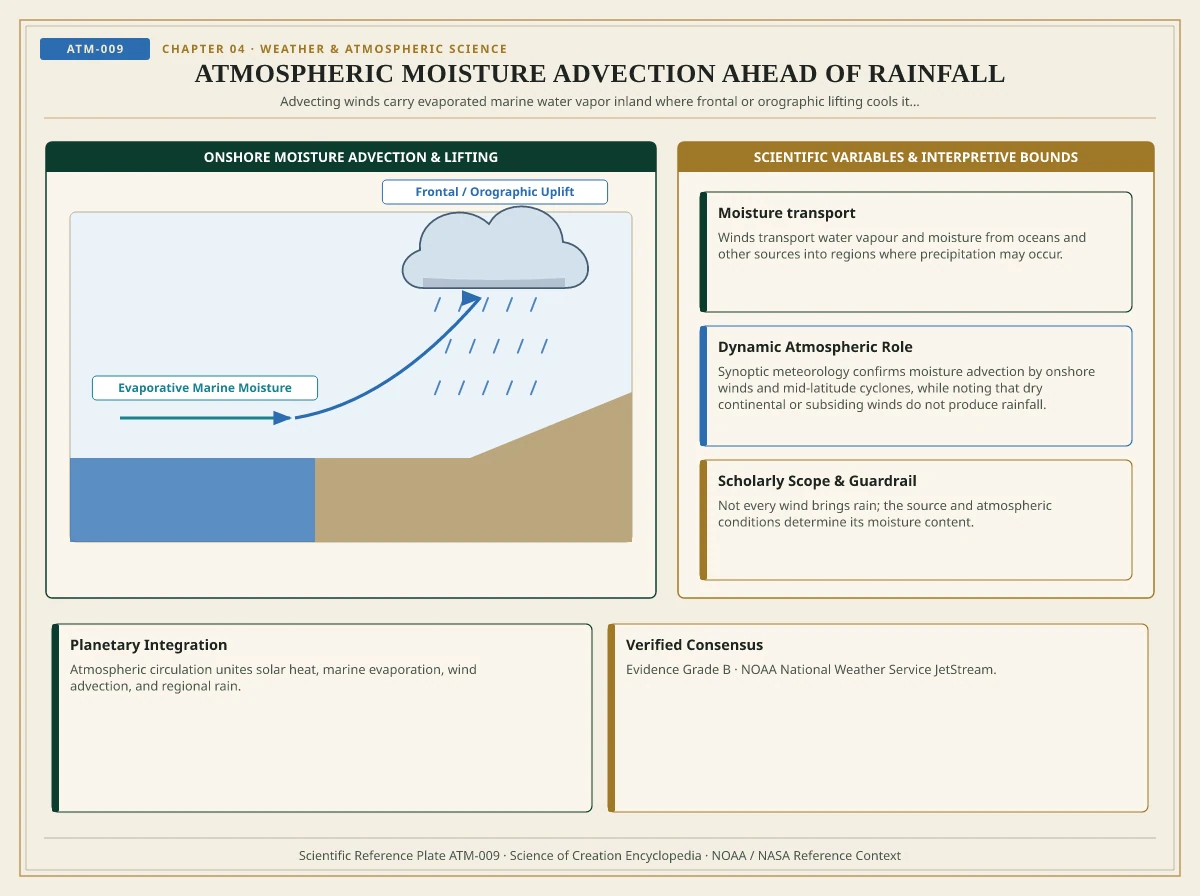 ATM-009
CHAPTER 04 · WEATHER & ATMOSPHERIC SCIENCE
ATMOSPHERIC MOISTURE ADVECTION AHEAD OF RAINFALL
Advecting winds carry evaporated marine water vapor inland where frontal or orographic lifting cools it...
ONSHORE MOISTURE ADVECTION & LIFTING
Frontal / Orographic Uplift
Evaporative Marine Moisture
SCIENTIFIC VARIABLES & INTERPRETIVE BOUNDS
Moisture transport
Winds transport water vapour and moisture from oceans and
other sources into regions where precipitation may occur.
Dynamic Atmospheric Role
Synoptic meteorology confirms moisture advection by onshore
winds and mid-latitude cyclones, while noting that dry
continental or subsiding winds do not produce rainfall.
Scholarly Scope & Guardrail
Not every wind brings rain; the source and atmospheric
conditions determine its moisture content.
Planetary Integration
Atmospheric circulation unites solar heat, marine evaporation, wind
advection, and regional rain.
Verified Consensus
Evidence Grade B · NOAA National Weather Service JetStream.
Scientific Reference Plate ATM-009 · Science of Creation Encyclopedia · NOAA / NASA Reference Context